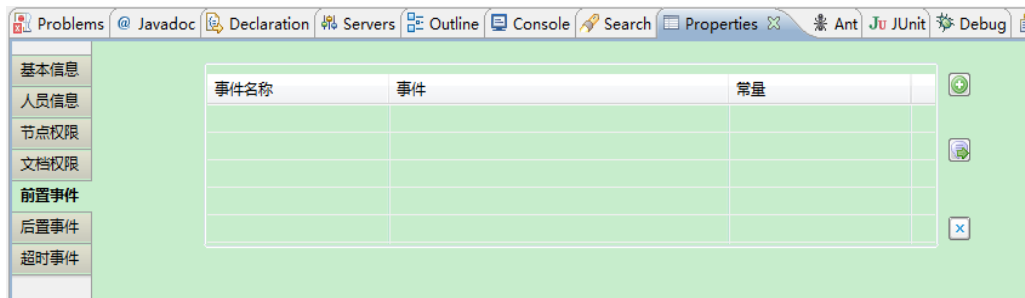 Problems @ Javadoc Declaration Servers Outline Console Search Properties Ant Ju JUnit Debug
基本信息
人员信息
节点权限
文档权限
前置事件
后置事件
超时事件
事件名称 事件 常量